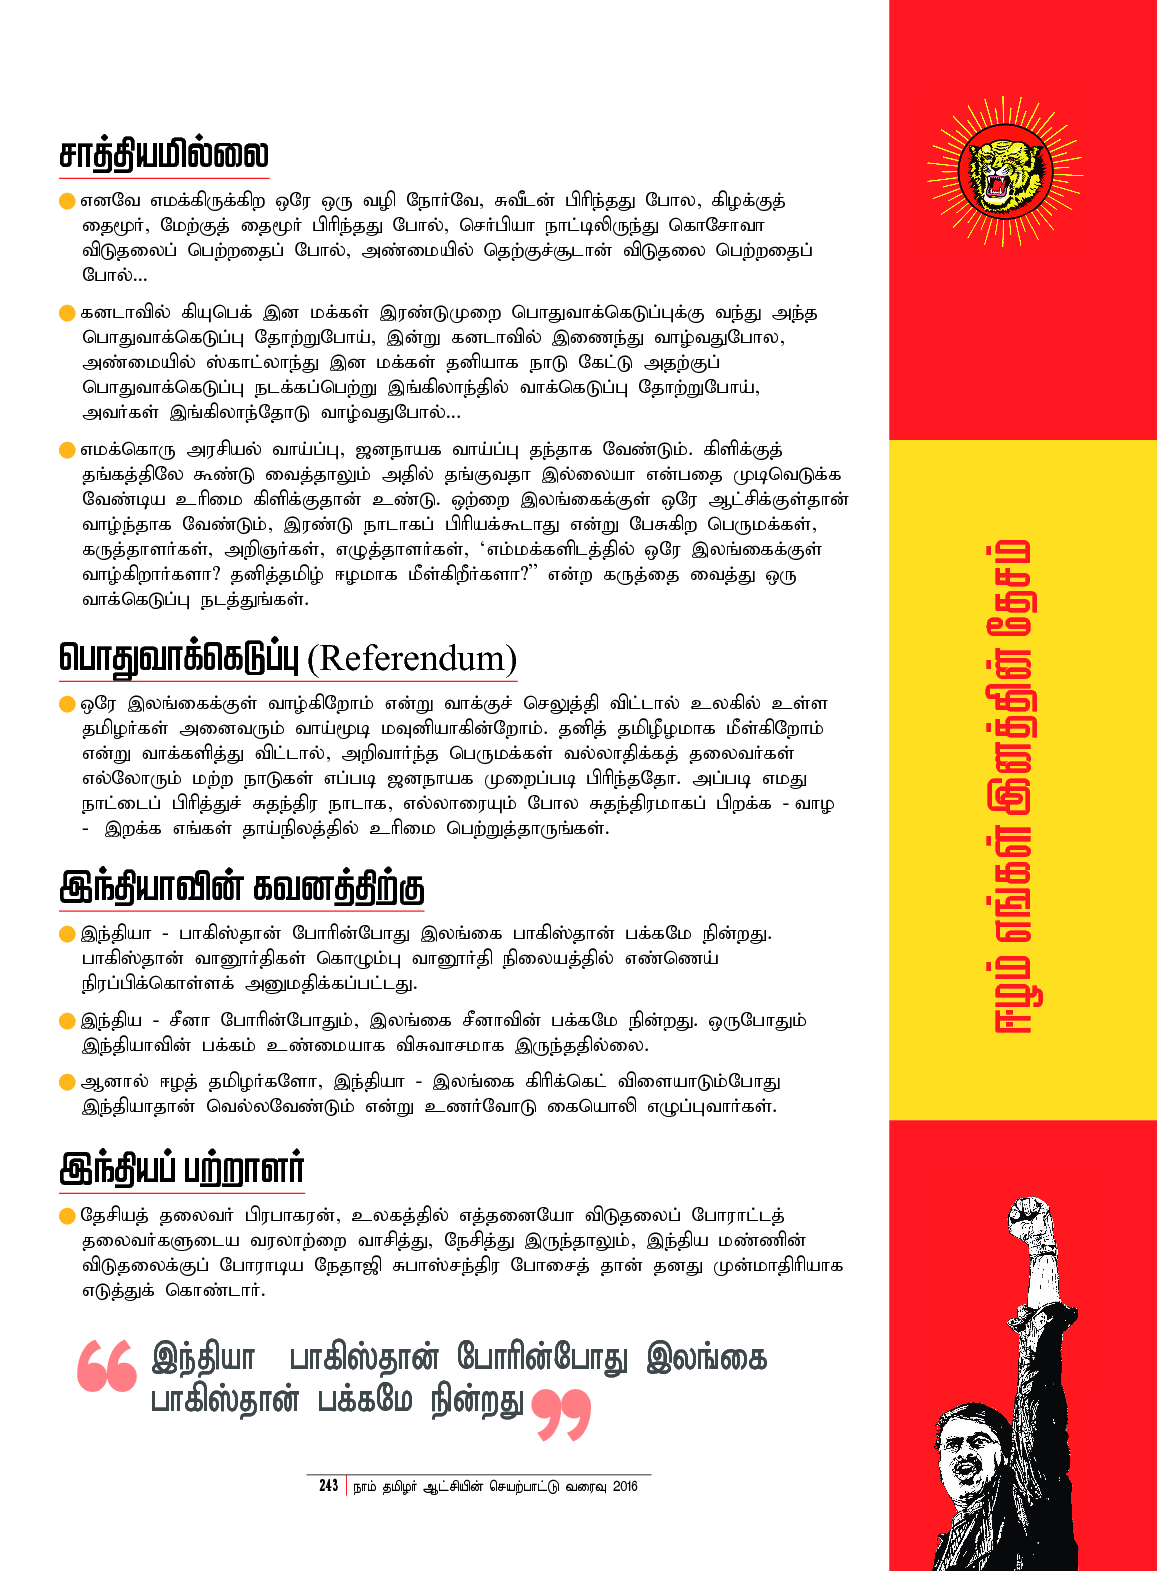 சாத்தியமில்லை
எனவே எமக்கிருக்கிற ஒரே ஒரு வழி நோர்வே, சுவீடன் பிரிந்தது போல, கிழக்குத்
தைமூர், மேற்குத் தைமூர் பிரிந்தது போல், செர்பியா நாட்டிலிருந்து கொசோவா
விடுதலைப் பெற்றதைப் போல், அண்மையில் தெற்குச்சூடான் விடுதலை பெற்றதைப்
போல்...
கனடாவில் கியுபெக் இன மக்கள் இரண்டுமுறை பொதுவாக்கெடுப்புக்கு வந்து அந்த
பொதுவாக்கெடுப்பு தோற்றுபோய், இன்று கனடாவில் இணைந்து வாழ்வதுபோல,
அண்மையில் ஸ்காட்லாந்து இன மக்கள் தனியாக நாடு கேட்டு அதற்குப்
பொதுவாக்கெடுப்பு நடக்கப்பெற்று இங்கிலாந்தில் வாக்கெடுப்பு தோற்றுபோய்,
அவர்கள் இங்கிலாந்தோடு வாழ்வதுபோல்...
எமக்கொரு அரசியல் வாய்ப்பு, ஜனநாயக வாய்ப்பு தந்தாக வேண்டும். கிளிக்குத்
தங்கத்திலே கூண்டு வைத்தாலும் அதில் தங்குவதா இல்லையா என்பதை முடிவெடுக்க
வேண்டிய உரிமை கிளிக்குதான் உண்டு. ஒற்றை இலங்கைக்குள் ஒரே ஆட்சிக்குள்தான்
வாழ்ந்தாக வேண்டும், இரண்டு நாடாகப் பிரியக்கூடாது என்று பேசுகிற பெருமக்கள்,
கருத்தாளர்கள், அறிஞர்கள், எழுத்தாளர்கள், ‘எம்மக்களிடத்தில் ஒரே இலங்கைக்குள்
வாழ்கிறார்களா? தனித்தமிழ் ஈழமாக மீள்கிறீர்களா?” என்ற கருத்தை வைத்து ஒரு
வாக்கெடுப்பு நடத்துங்கள்.
பொதுவாக்கெடுப்பு (Referendum)
ஒரே இலங்கைக்குள் வாழ்கிறோம் என்று வாக்குச் செலுத்தி விட்டால் உலகில் உள்ள
தமிழர்கள் அனைவரும் வாய்மூடி மவுனியாகின்றோம். தனித் தமிழீழமாக மீள்கிறோம்
என்று வாக்களித்து விட்டால், அறிவார்ந்த பெருமக்கள் வல்லாதிக்கத் தலைவர்கள்
எல்லோரும் மற்ற நாடுகள் எப்படி ஜனநாயக முறைப்படி பிரிந்ததோ. அப்படி எமது
நாட்டைப் பிரித்துச் சுதந்திர நாடாக, எல்லாரையும் போல சுதந்திரமாகப் பிறக்க - வாழ
- இறக்க எங்கள் தாய்நிலத்தில் உரிமை பெற்றுத்தாருங்கள்.
இந்தியாவின் கவனத்திற்கு
இந்தியா - பாகிஸ்தான் போரின்போது இலங்கை பாகிஸ்தான் பக்கமே நின்றது.
பாகிஸ்தான் வானூர்திகள் கொழும்பு வானூர்தி நிலையத்தில் எண்ணெய்
நிரப்பிக்கொள்ளக் அனுமதிக்கப்பட்டது.
இந்திய - சீனா போரின்போதும், இலங்கை சீனாவின் பக்கமே நின்றது. ஒருபோதும்
இந்தியாவின் பக்கம் உண்மையாக விசுவாசமாக இருந்ததில்லை.
ஆனால் ஈழத் தமிழர்களோ, இந்தியா - இலங்கை கிரிக்கெட் விளையாடும்போது
இந்தியாதான் வெல்லவேண்டும் என்று உணர்வோடு கையொலி எழுப்புவார்கள்.
இந்தியப் பற்றாளர்
தேசியத் தலைவர் பிரபாகரன், உலகத்தில் எத்தனையோ விடுதலைப் போராட்டத்
தலைவர்களுடைய வரலாற்றை வாசித்து, நேசித்து இருந்தாலும், இந்திய மண்ணின்
விடுதலைக்குப் போராடிய நேதாஜி சுபாஸ்சந்திர போசைத் தான் தனது முன்மாதிரியாக
எடுத்துக் கொண்டார்.
“ இந்தியா பாகிஸ்தான் போரின்போது இலங்கை
பாகிஸ்தான் பக்கமே நின்றது ”
243 நாம் தமிழர் ஆட்சியின் செயற்பாட்டு வரைவு 2016
ஈழம் எங்கள் இனத்தின் தேசம்